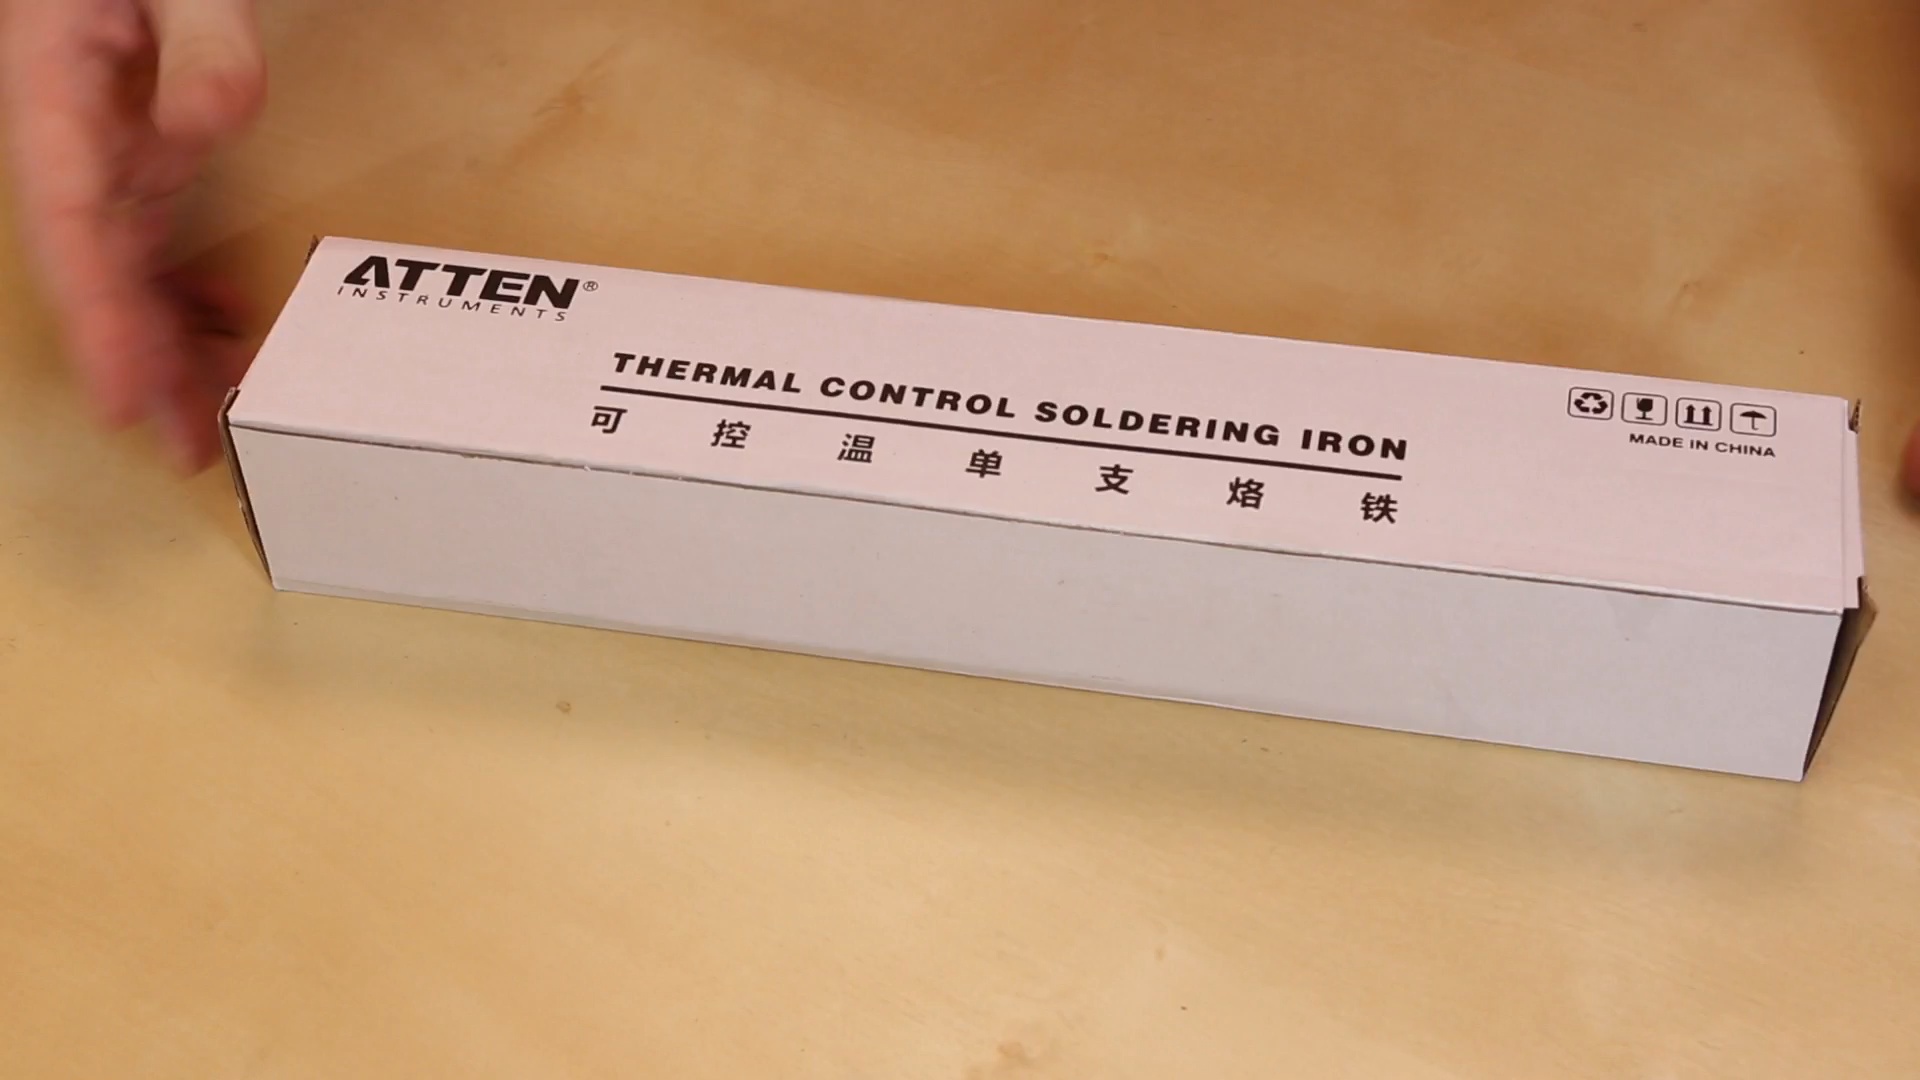 ATTEN®
INSTRUMENTS
THERMAL CONTROL SOLDERING IRON
可控温单支烙铁
MADE IN CHINA